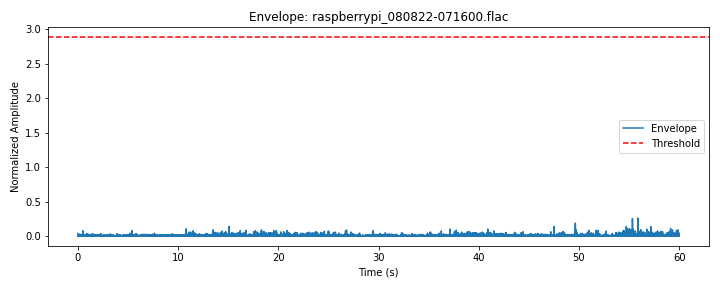 Envelope: raspberrypi_080822-071600.flac
Normalized Amplitude
3.0
2.5
2.0
1.5
1.0
0.5
0.0
Envelope
Threshold
0 10 20 30 40 50 60
Time (s)